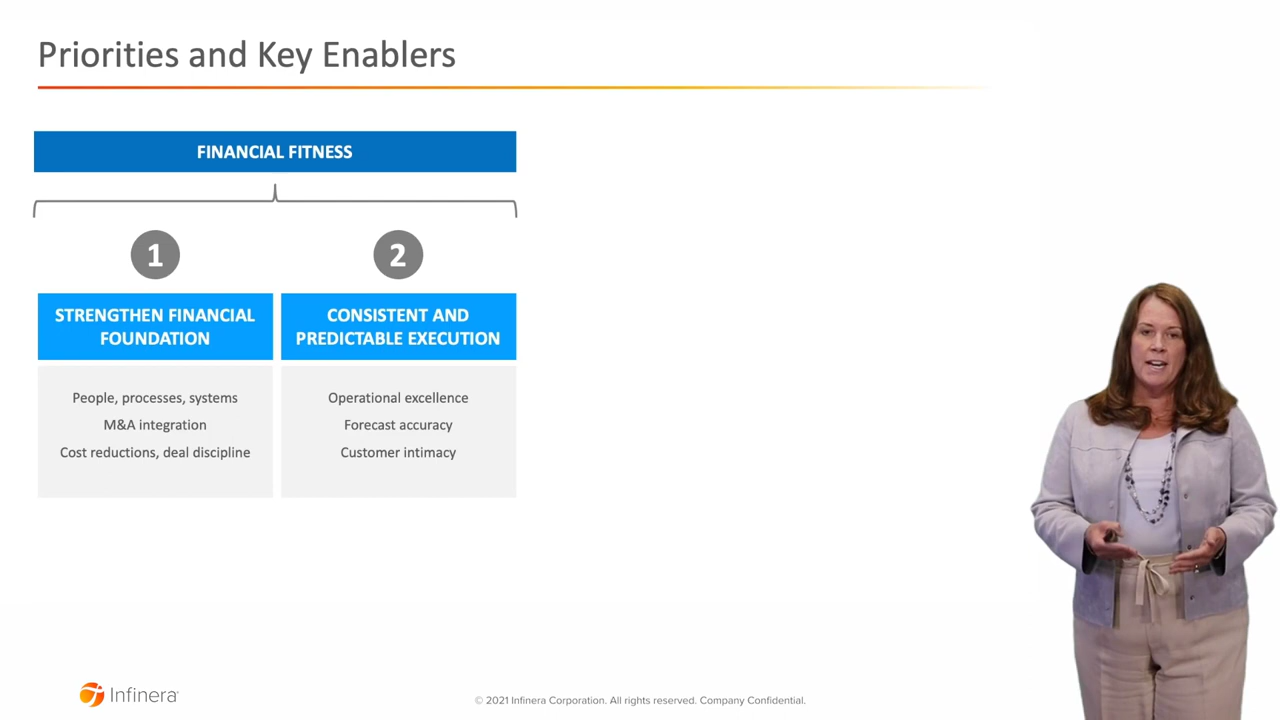 Priorities and Key Enablers
FINANCIAL FITNESS
1
STRENGTHEN FINANCIAL
FOUNDATION
People, processes, systems
M&A integration
Cost reductions, deal discipline
2
CONSISTENT AND
PREDICTABLE EXECUTION
Operational excellence
Forecast accuracy
Customer intimacy
Infinera
© 2021 Infinera Corporation. All rights reserved. Company Confidential.